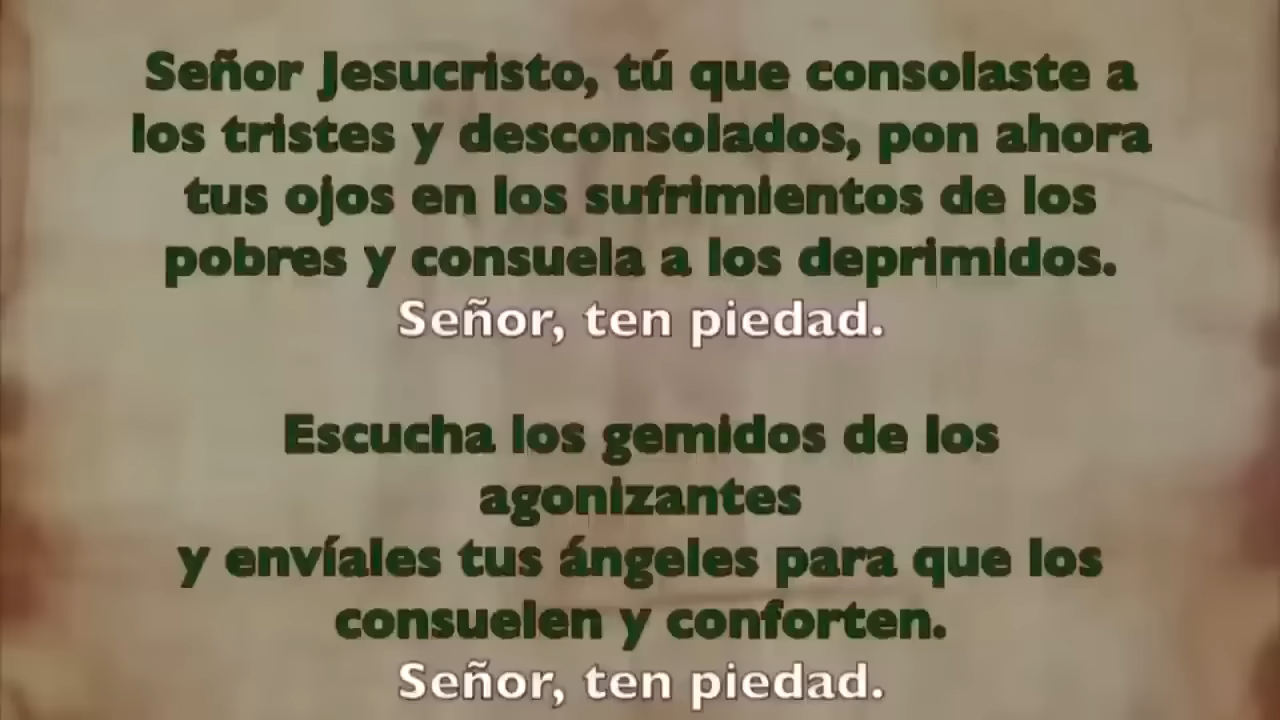 Señor Jesucristo, tú que consolaste a
los tristes y desconsolados, pon ahora
tus ojos en los sufrimientos de los
pobres y consuela a los deprimidos.
Señor, ten piedad.
Escucha los gemidos de los
agonizantes
y envíales tus ángeles para que los
consuelen y conforten.
Señor, ten piedad.